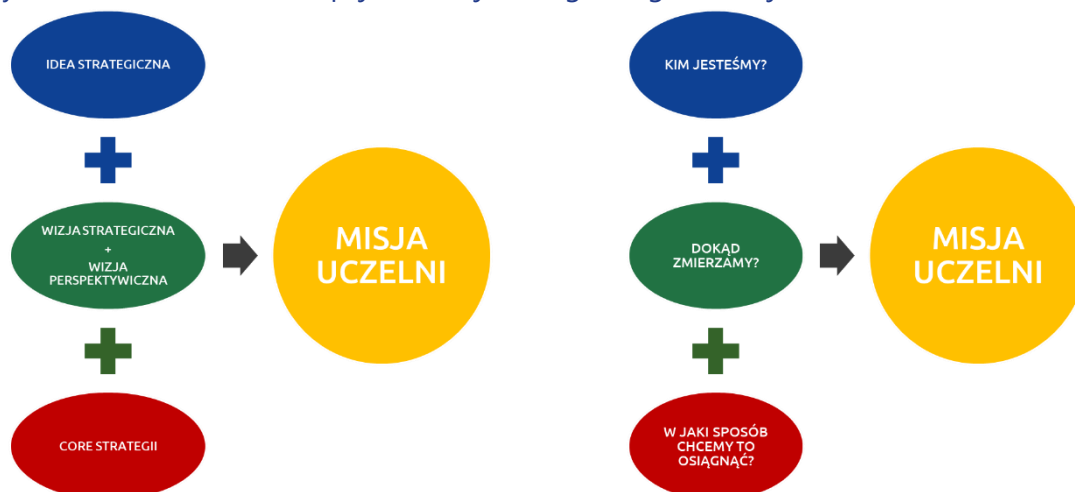 IDEA STRATEGICZNA
WIZJA STRATEGICZNA
+
WIZJA
PERSPEKTYWICZNA
CORE STRATEGII
MISJA
UCZELNI
KIM JESTEŚMY?
DOKĄD
ZMIERZAMY?
W JAKI SPOSÓB
CHCEMY TO
OSIĄGNĄĆ?
MISJA
UCZELNI